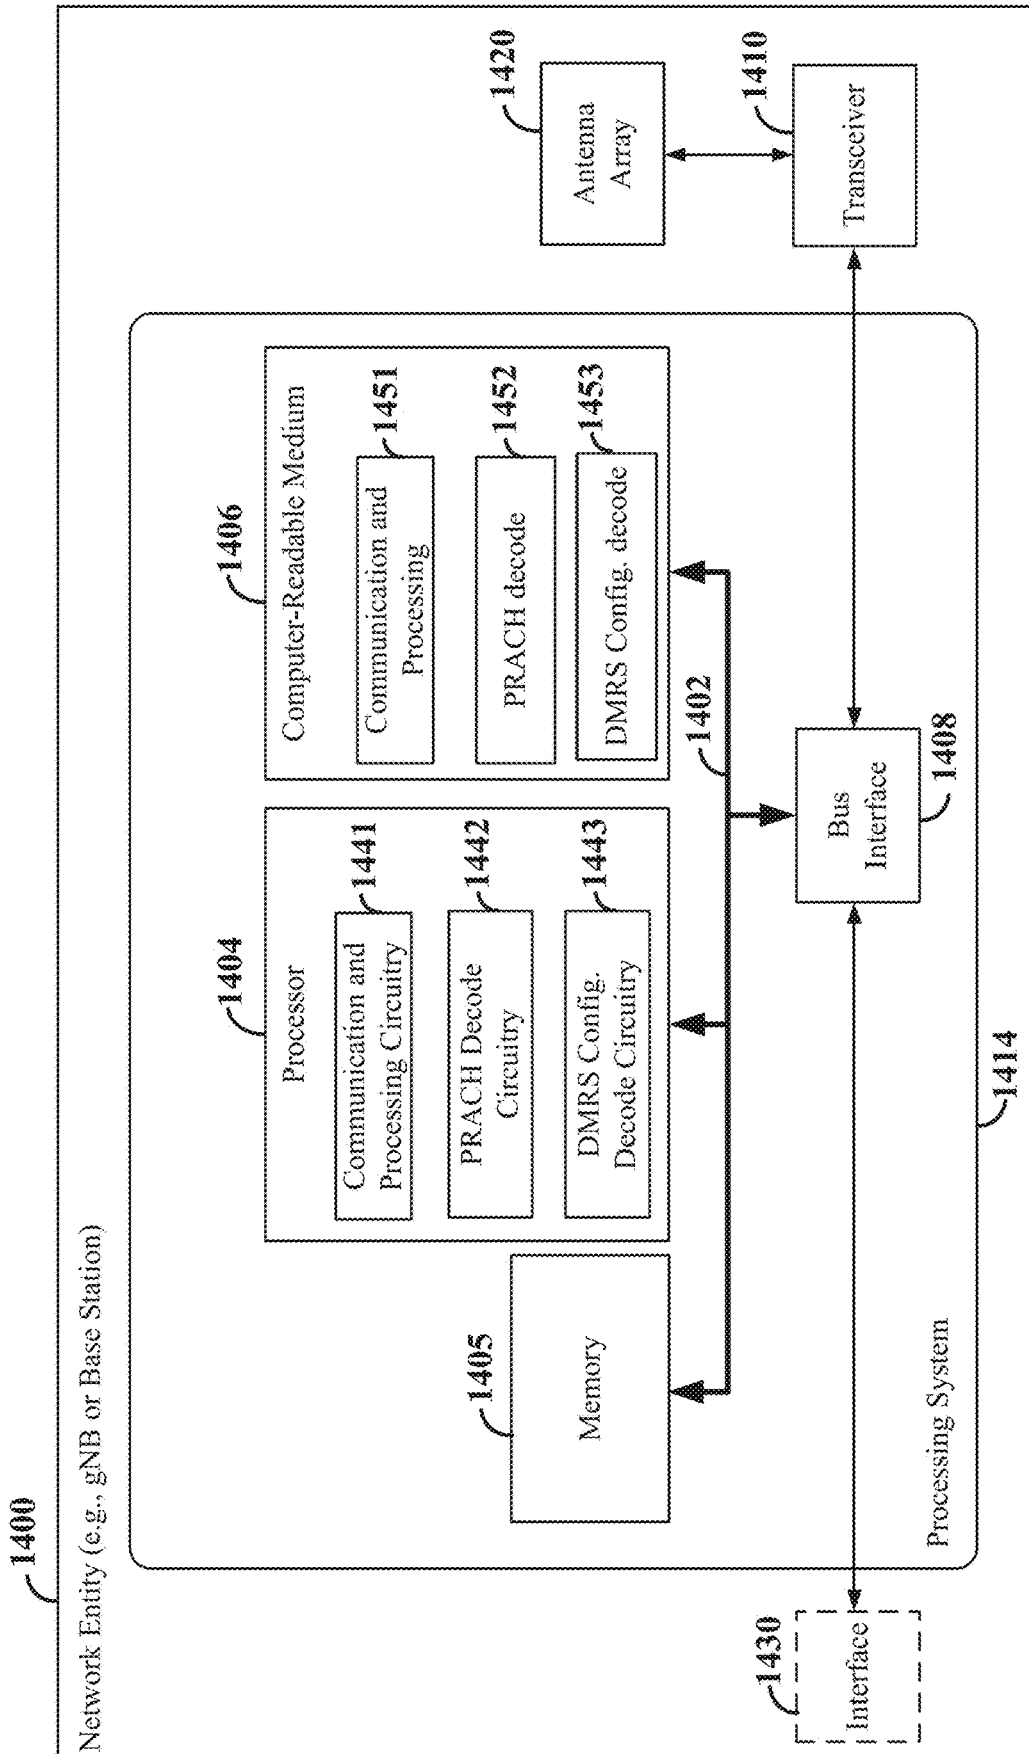 1400
Network Entity (e.g., gNB or Base Station)
1404
Processor
1441
Communication and
Processing Circuitry
1442
PRACH Decode
Circuitry
1443
DMRS Config.
Decode Circuitry
1406
Computer-Readable Medium
1451
Communication and
Processing
1452
PRACH decode
1453
DMRS Config. decode
1405
Memory
1402
1420
Antenna
Array
1430
Interface
Processing System
1414
Bus
Interface
1408
1410
Transceiver